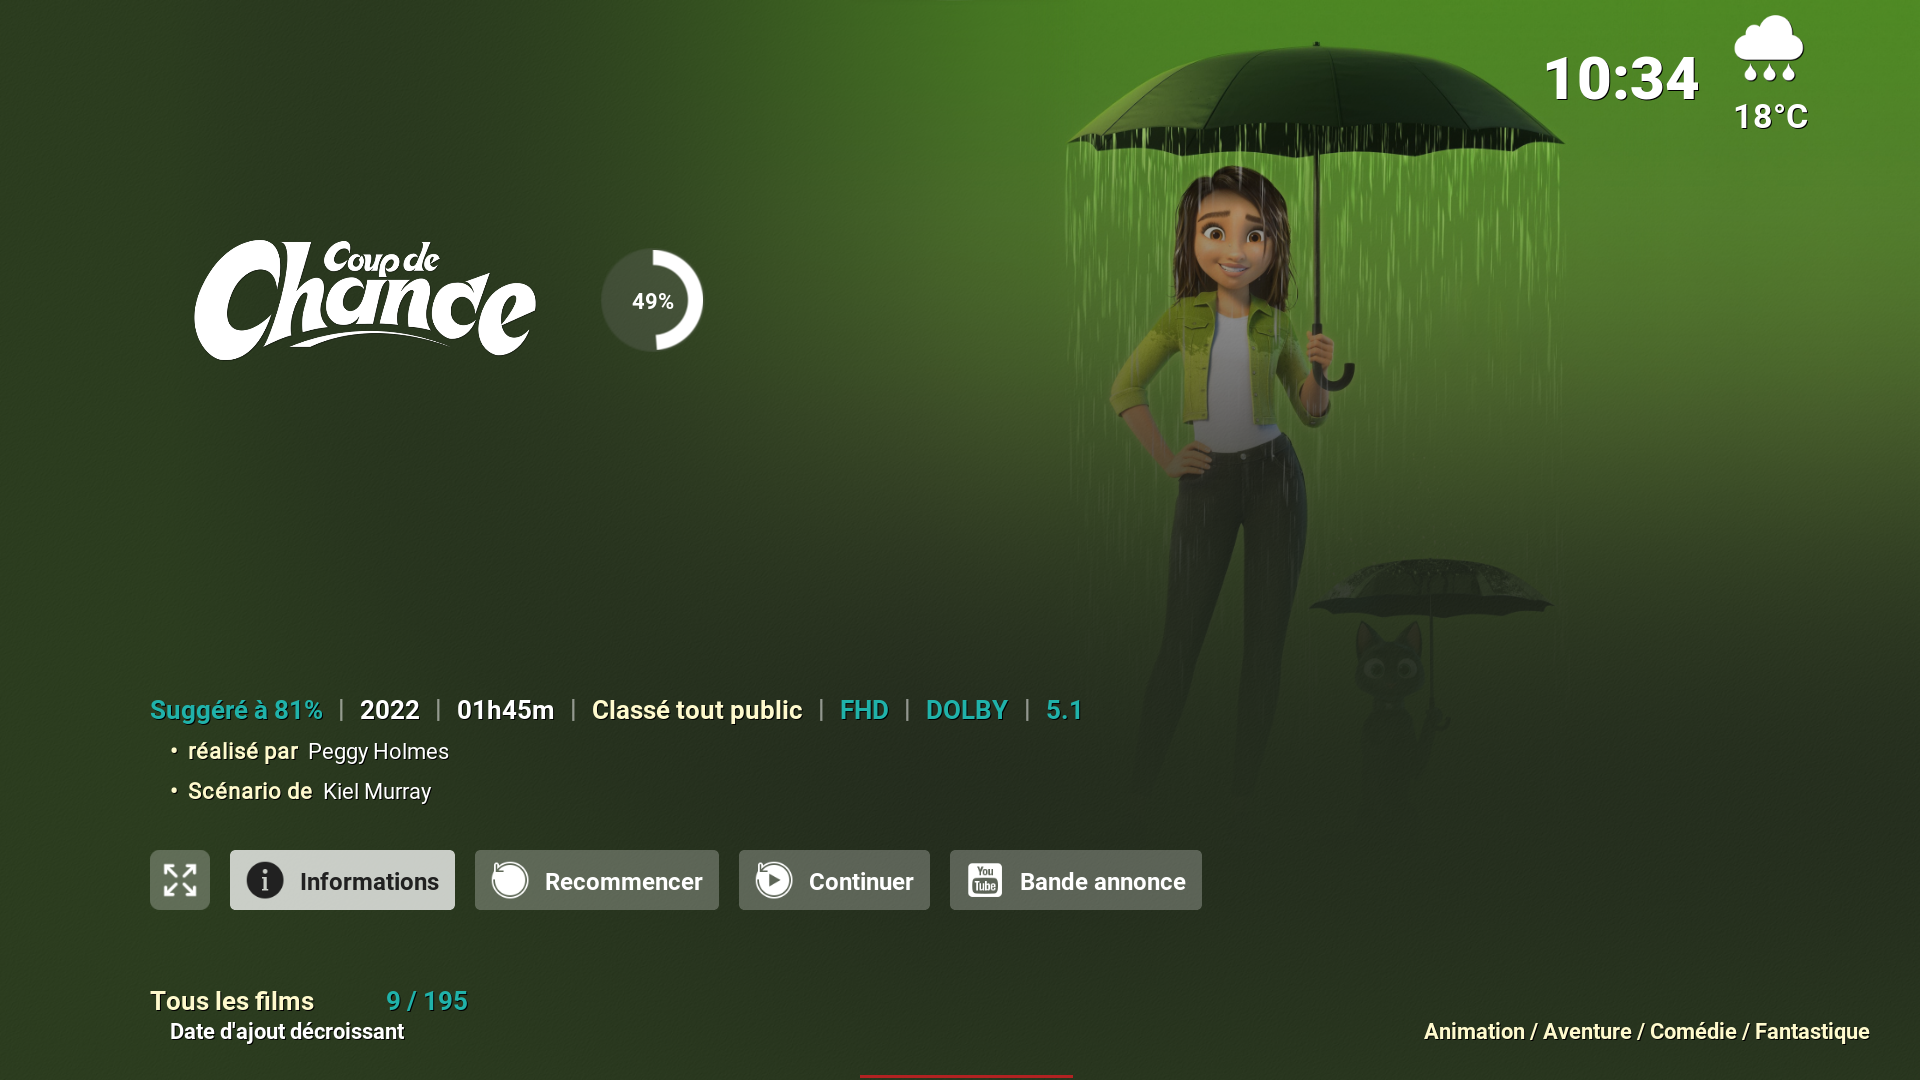 10:34
18°C
Coup de
Chance
49%
Suggéré à 81% | 2022 | 01h45m | Classé tout public | FHD | DOLBY | 5.1
• réalisé par Peggy Holmes
• Scénario de Kiel Murray
i Informations
Recommencer
Continuer
You Tube Bande annonce
Tous les films 9 / 195
Date d'ajout décroissant
Animation / Aventure / Comédie / Fantastique